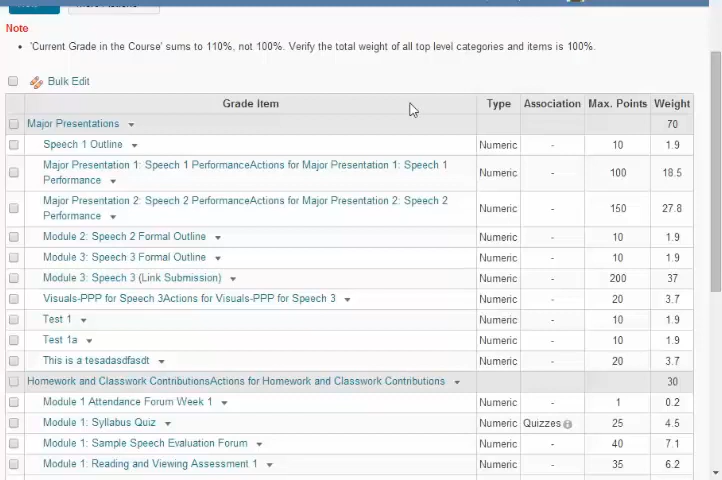 Note
• 'Current Grade in the Course' sums to 110%, not 100%. Verify the total weight of all top level categories and items is 100%.
Bulk Edit
Grade Item Type Association Max. Points Weight
Major Presentations 70
Speech 1 Outline Numeric - 10 1.9
Major Presentation 1: Speech 1 PerformanceActions for Major Presentation 1: Speech 1
Performance Numeric - 100 18.5
Major Presentation 2: Speech 2 PerformanceActions for Major Presentation 2: Speech 2
Performance Numeric - 150 27.8
Module 2: Speech 2 Formal Outline Numeric - 10 1.9
Module 3: Speech 3 Formal Outline Numeric - 10 1.9
Module 3: Speech 3 (Link Submission) Numeric - 200 37
Visuals-PPP for Speech 3Actions for Visuals-PPP for Speech 3 Numeric - 20 3.7
Test 1 Numeric - 10 1.9
Test 1a Numeric - 10 1.9
This is a tesadasdfasdt Numeric - 20 3.7
Homework and Classwork ContributionsActions for Homework and Classwork Contributions 30
Module 1 Attendance Forum Week 1 Numeric - 1 0.2
Module 1: Syllabus Quiz Numeric Quizzes 25 4.5
Module 1: Sample Speech Evaluation Forum Numeric - 40 7.1
Module 1: Reading and Viewing Assessment 1 Numeric - 35 6.2